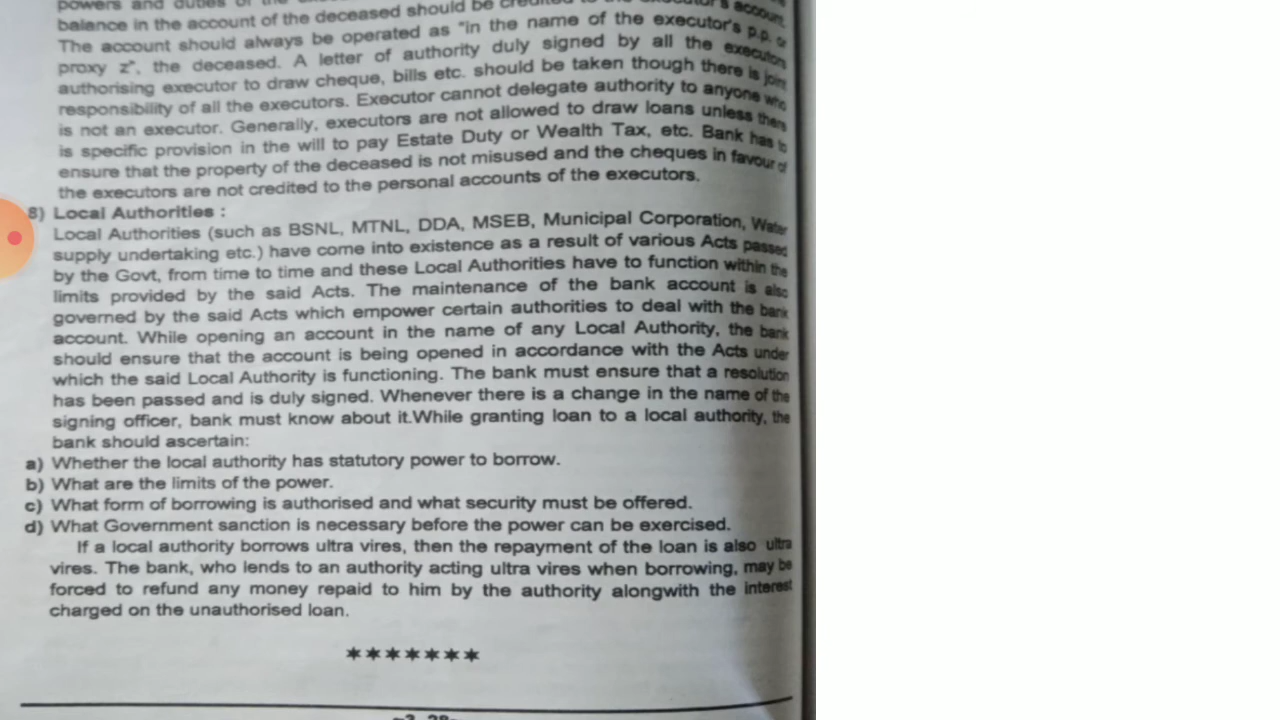 powers and duties of the
balance in the account of the deceased should be credited to the executor's account.
The account should always be operated as "in the name of the executor's p.p. or
proxy z", the deceased. A letter of authority duly signed by all the executors
authorising executor to draw cheque, bills etc. should be taken though there is joint
responsibility of all the executors. Executor cannot delegate authority to anyone who
is not an executor. Generally, executors are not allowed to draw loans unless there
is specific provision in the will to pay Estate Duty or Wealth Tax, etc. Bank has to
ensure that the property of the deceased is not misused and the cheques in favour of
the executors are not credited to the personal accounts of the executors.
8) Local Authorities :
Local Authorities (such as BSNL, MTNL, DDA, MSEB, Municipal Corporation, Water
supply undertaking etc.) have come into existence as a result of various Acts passed
by the Govt, from time to time and these Local Authorities have to function within the
limits provided by the said Acts. The maintenance of the bank account is also
governed by the said Acts which empower certain authorities to deal with the bank
account. While opening an account in the name of any Local Authority, the bank
should ensure that the account is being opened in accordance with the Acts under
which the said Local Authority is functioning. The bank must ensure that a resolution
has been passed and is duly signed. Whenever there is a change in the name of the
signing officer, bank must know about it.While granting loan to a local authority, the
bank should ascertain:
a) Whether the local authority has statutory power to borrow.
b) What are the limits of the power.
c) What form of borrowing is authorised and what security must be offered.
d) What Government sanction is necessary before the power can be exercised.
If a local authority borrows ultra vires, then the repayment of the loan is also ultra
vires. The bank, who lends to an authority acting ultra vires when borrowing, may be
forced to refund any money repaid to him by the authority alongwith the interest
charged on the unauthorised loan.
*******